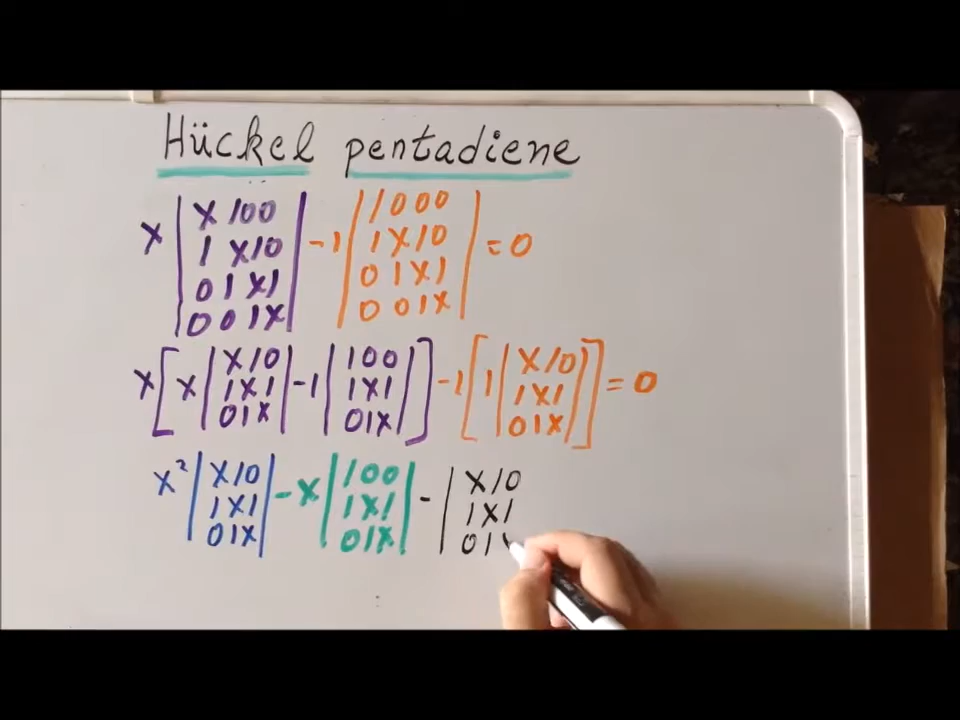 Hückel pentadiene
x | x 1 0 0 | - 1 | 1 0 0 0 | = 0
| 1 x 1 0 | | 1 x 1 0 |
| 0 1 x 1 | | 0 1 x 1 |
| 0 0 1 x | | 0 0 1 x |
x [ x | x 1 0 | - 1 | 1 0 0 | ] - 1 [ 1 | x 1 0 | ] = 0
| 1 x 1 | | 1 x 1 | | 1 x 1 |
| 0 1 x | | 0 1 x | | 0 1 x |
x² | x 1 0 | - x | 1 0 0 | - | x 1 0
| 1 x 1 | | 1 x 1 | | 1 x 1
| 0 1 x | | 0 1 x | | 0 1 x